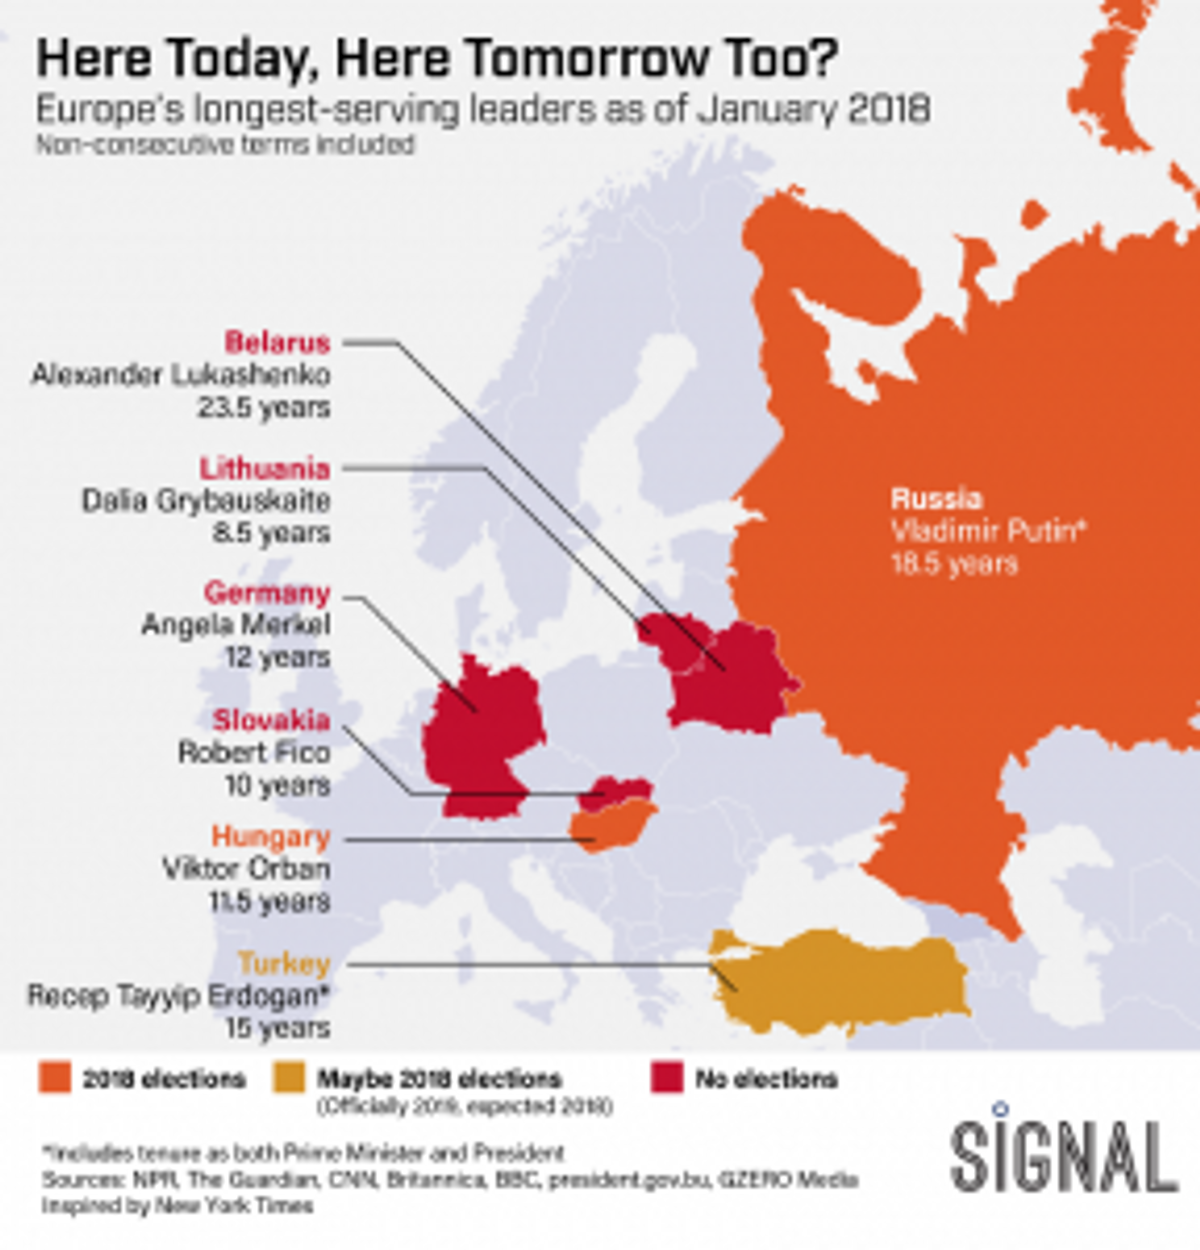 Here Today, Here Tomorrow Too?
Europe's longest-serving leaders as of January 2018
Non-consecutive terms included
Belarus
Alexander Lukashenko
23.5 years
Lithuania
Dalia Grybauskaite
8.5 years
Germany
Angela Merkel
12 years
Slovakia
Robert Fico
10 years
Hungary
Viktor Orban
11.5 years
Turkey
Recep Tayyip Erdogan*
15 years
Russia
Vladimir Putin*
18.5 years
2018 elections
Maybe 2018 elections
(Officially 2019, expected 2018)
No elections
*Includes tenure as both Prime Minister and President
Sources: NPR, The Guardian, CNN, Britannica, BBC, president.gov.bu, GZERO Media
Inspired by New York Times
SIGNAL